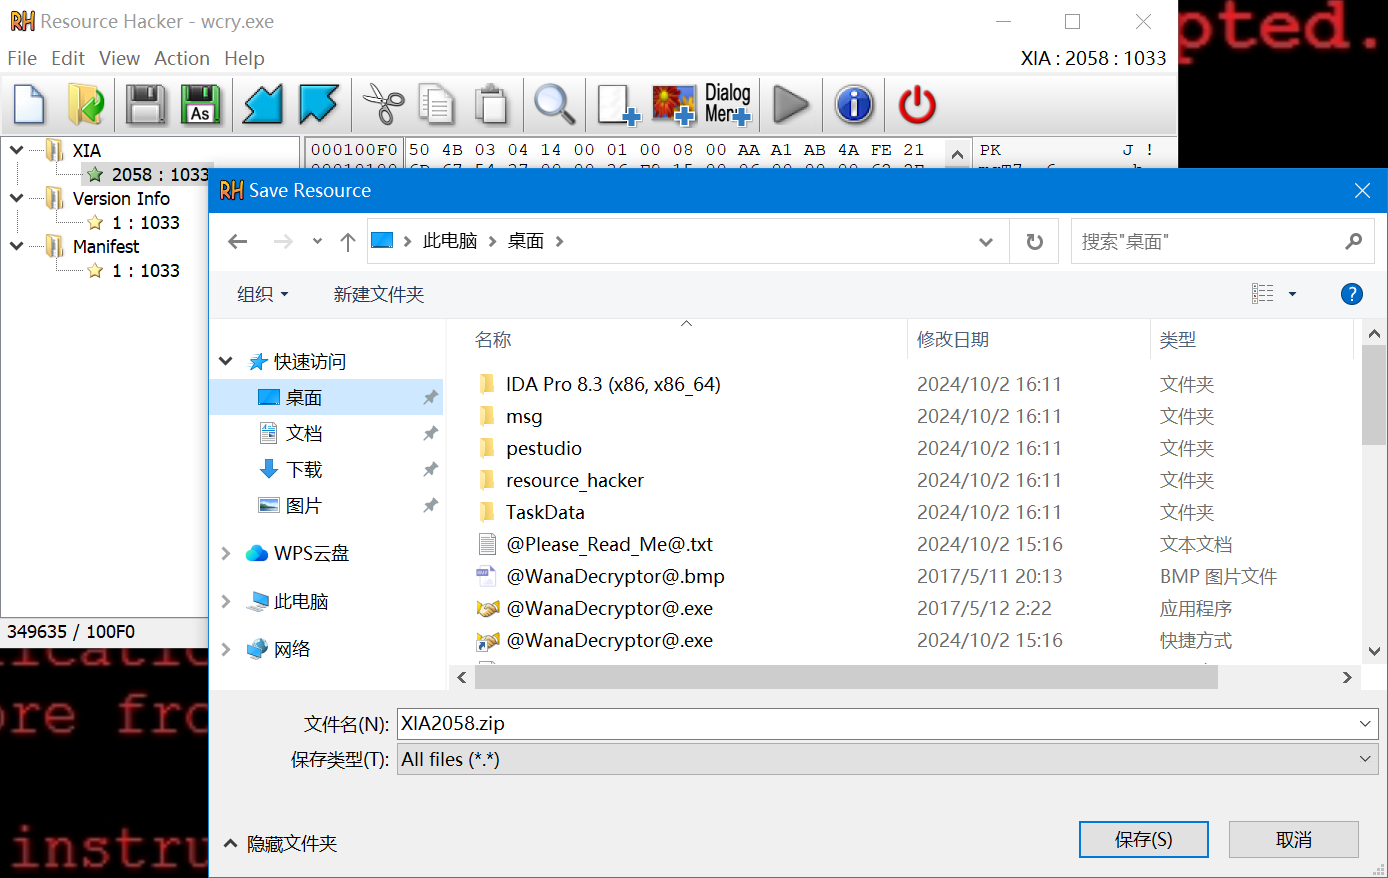 RH Resource Hacker - wcry.exe
pted.
File Edit View Action Help
XIA : 2058 : 1033
As
Dialog
Menu
XIA
2058 : 1033
Version Info
1 : 1033
Manifest
1 : 1033
000100F0 50 4B 03 04 14 00 01 00 08 00 AA A1 AB 4A FE 21 PK J !
RH Save Resource
此电脑 桌面
搜索"桌面"
组织 新建文件夹
名称 修改日期 类型
快速访问
桌面
文档
下载
图片
WPS云盘
此电脑
网络
IDA Pro 8.3 (x86, x86_64) 2024/10/2 16:11 文件夹
msg 2024/10/2 16:11 文件夹
pestudio 2024/10/2 16:11 文件夹
resource_hacker 2024/10/2 16:11 文件夹
TaskData 2024/10/2 16:11 文件夹
@Please_Read_Me@.txt 2024/10/2 15:16 文本文档
@WanaDecryptor@.bmp 2017/5/11 20:13 BMP 图片文件
@WanaDecryptor@.exe 2017/5/12 2:22 应用程序
@WanaDecryptor@.exe 2024/10/2 15:16 快捷方式
349635 / 100F0
ore fro
文件名(N): XIA2058.zip
保存类型(T): All files (*.*)
instru
隐藏文件夹
保存(S) 取消